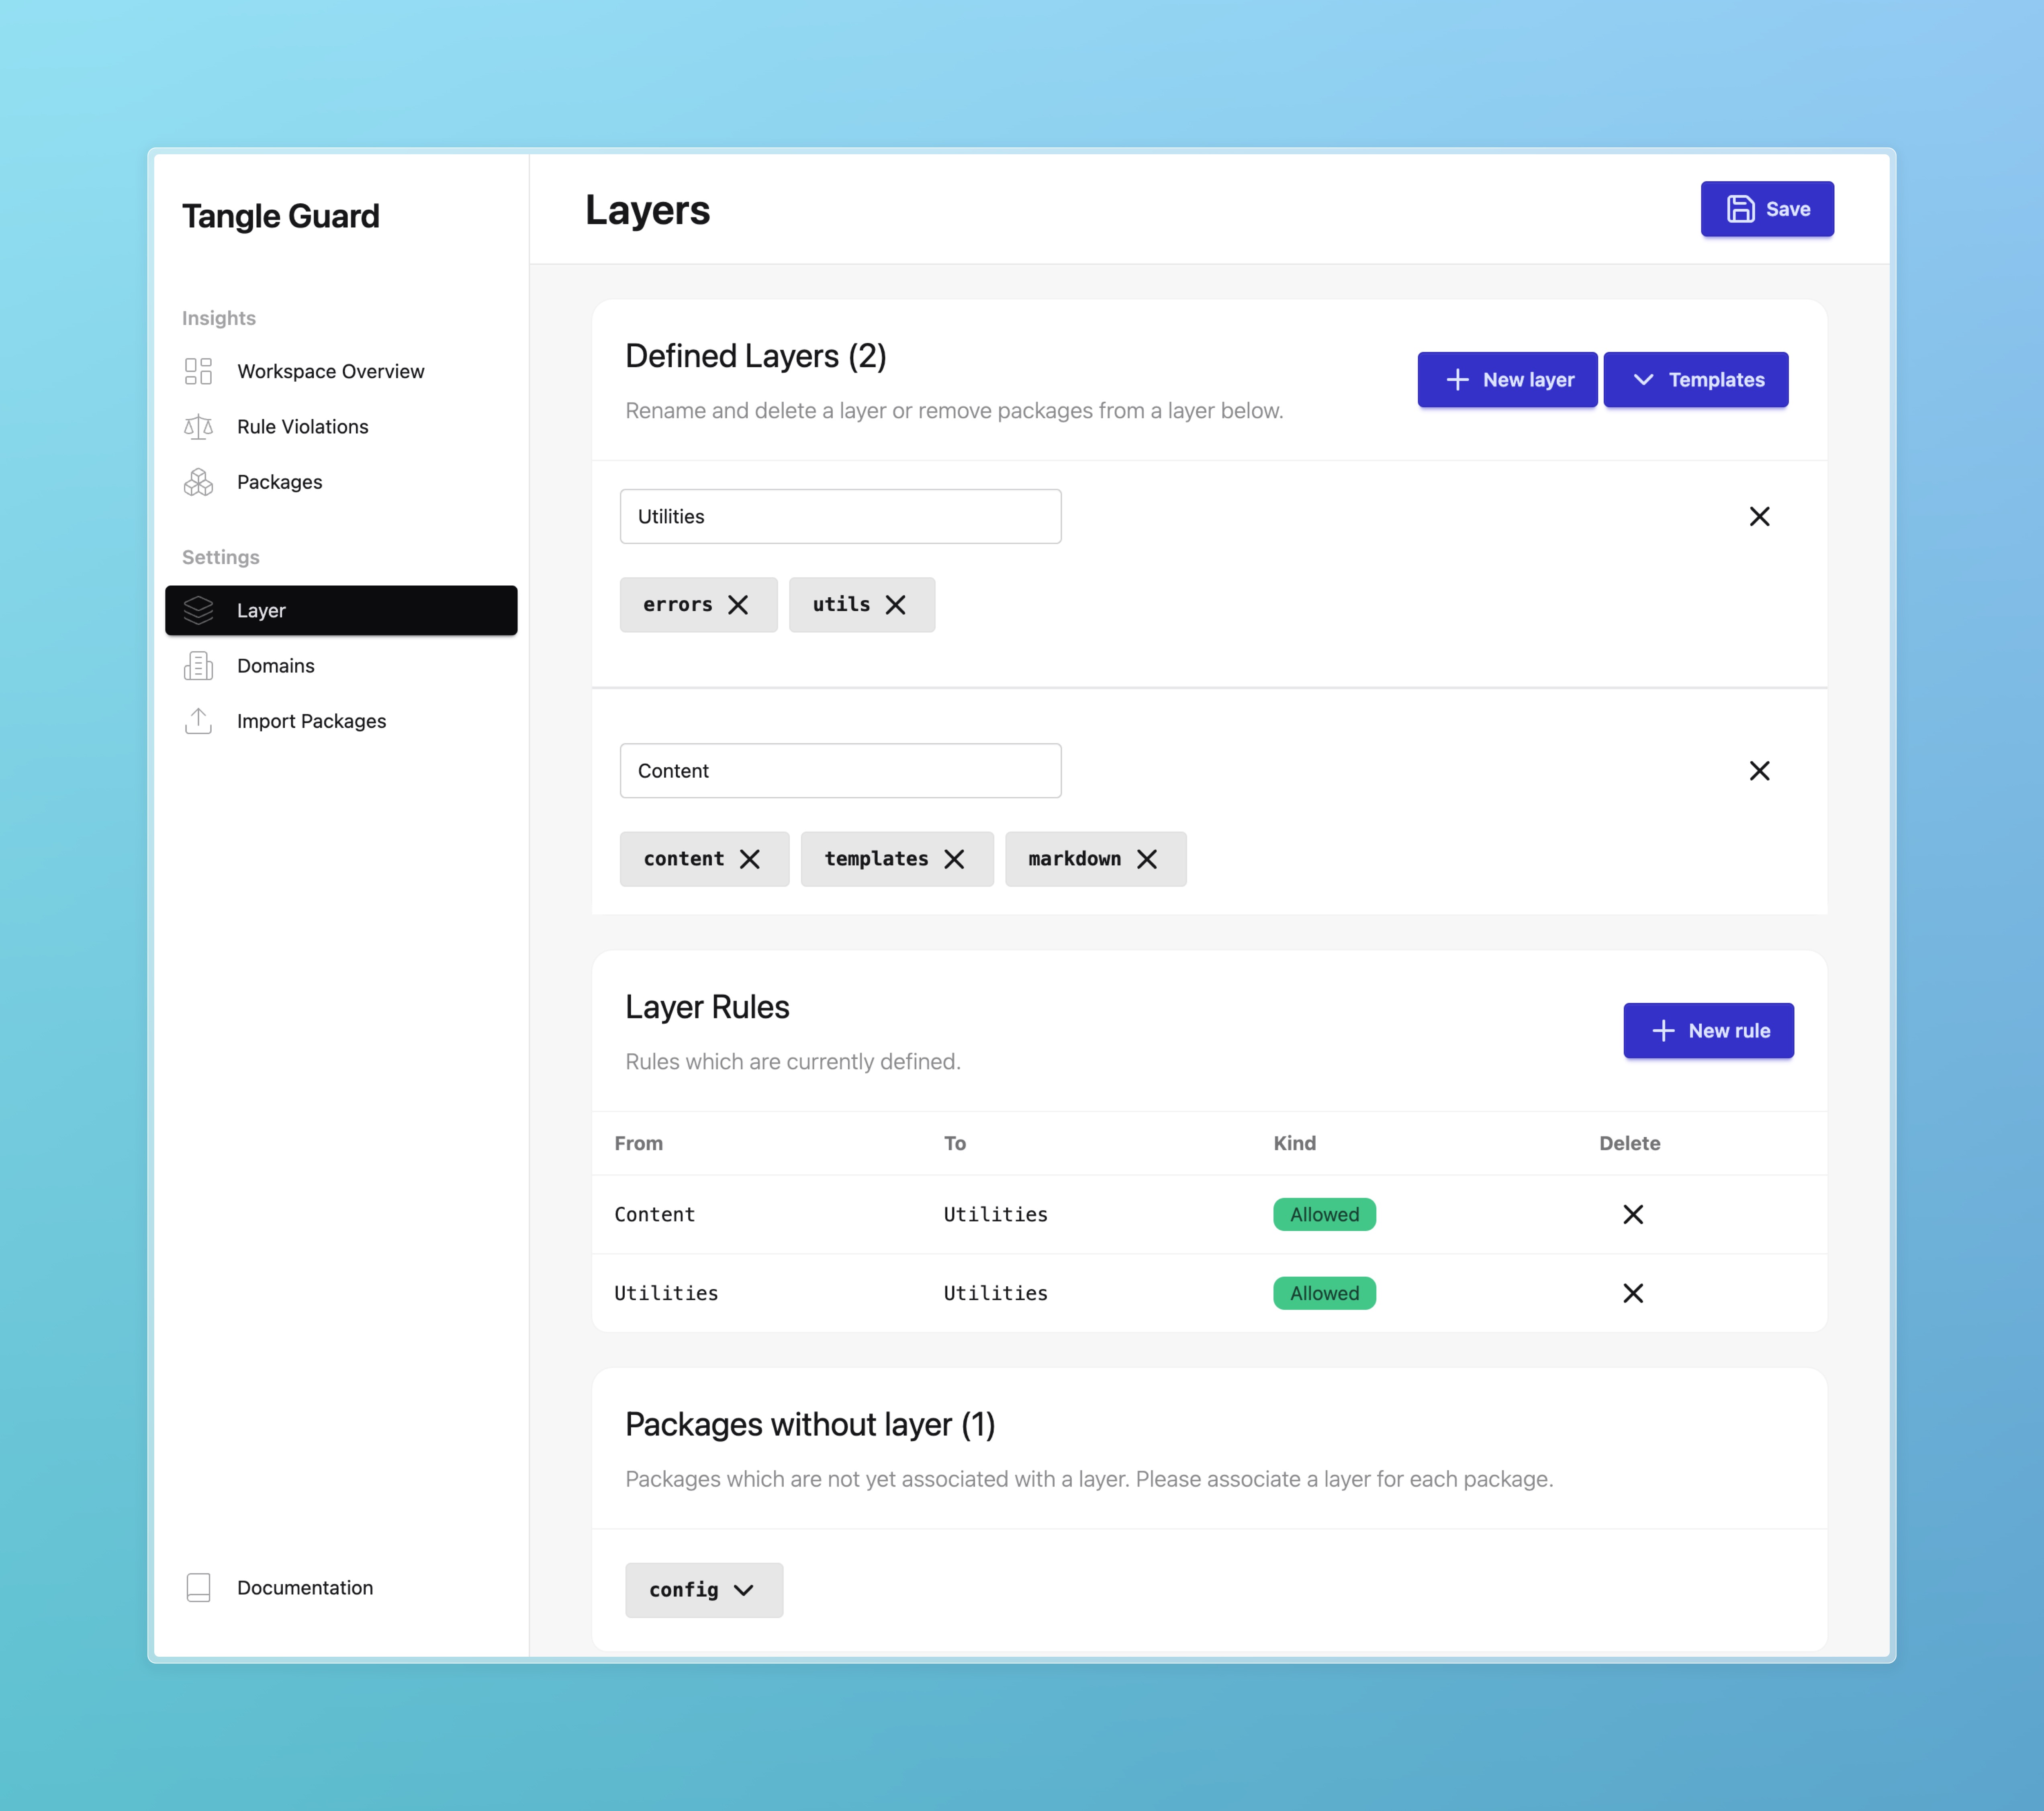 Tangle Guard
Insights
Workspace Overview
Rule Violations
Packages
Settings
Layer
Domains
Import Packages
Documentation
Layers
Save
Defined Layers (2)
Rename and delete a layer or remove packages from a layer below.
New layer
Templates
Utilities
errors utils
Content
content templates markdown
Layer Rules
Rules which are currently defined.
New rule
From To Kind Delete
Content Utilities Allowed
Utilities Utilities Allowed
Packages without layer (1)
Packages which are not yet associated with a layer. Please associate a layer for each package.
config